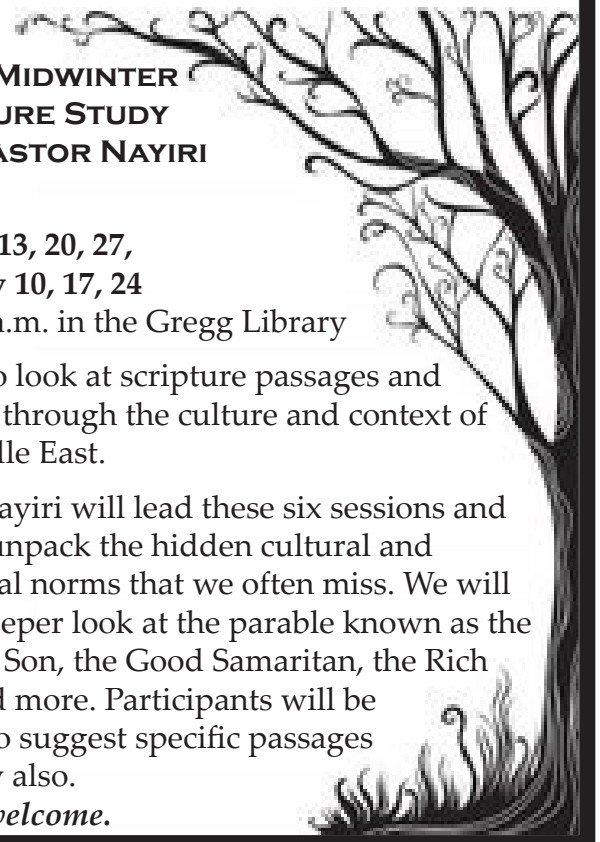 MIDWINTER
URE STUDY
ASTOR NAYIRI
13, 20, 27,
y 10, 17, 24
a.m. in the Gregg Library
o look at scripture passages and
through the culture and context of
lle East.
ayiri will lead these six sessions and
unpack the hidden cultural and
al norms that we often miss. We will
eeper look at the parable known as the
Son, the Good Samaritan, the Rich
d more. Participants will be
o suggest specific passages
y also.
welcome.